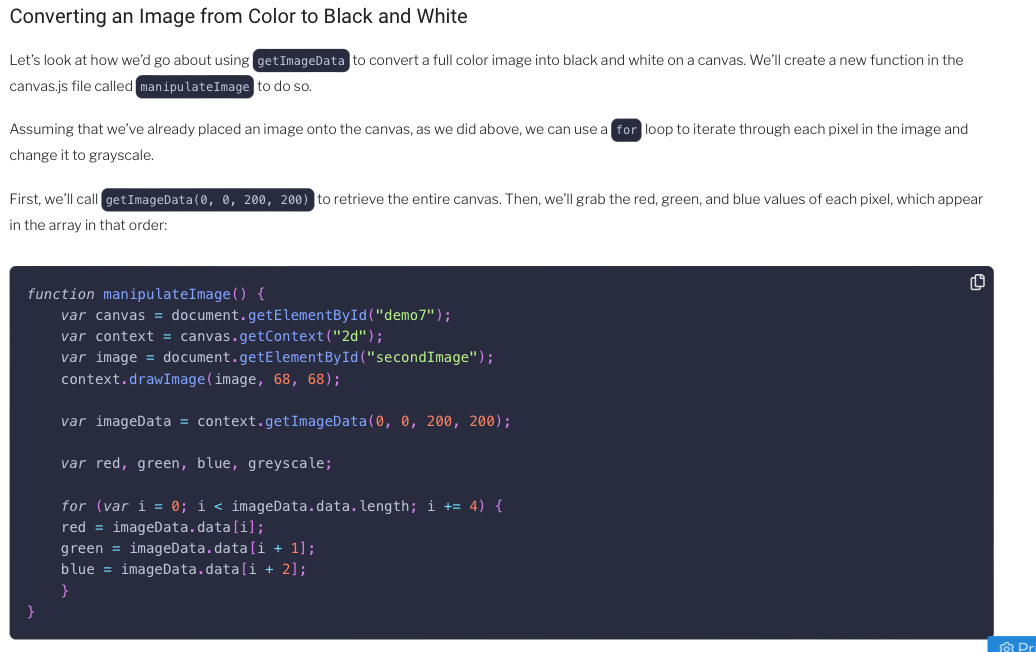 Converting an Image from Color to Black and White
Let's look at how we'd go about using getImageData to convert a full color image into black and white on a canvas. We'll create a new function in the
canvas.js file called manipulateImage to do so.
Assuming that we've already placed an image onto the canvas, as we did above, we can use a for loop to iterate through each pixel in the image and
change it to grayscale.
First, we'll call getImageData(0, 0, 200, 200) to retrieve the entire canvas. Then, we'll grab the red, green, and blue values of each pixel, which appear
in the array in that order:
function manipulateImage() {
    var canvas = document.getElementById("demo7");
    var context = canvas.getContext("2d");
    var image = document.getElementById("secondImage");
    context.drawImage(image, 68, 68);
    var imageData = context.getImageData(0, 0, 200, 200);
    var red, green, blue, greyscale;
    for (var i = 0; i < imageData.data.length; i += 4) {
    red = imageData.data[i];
    green = imageData.data[i + 1];
    blue = imageData.data[i + 2];
    }
}